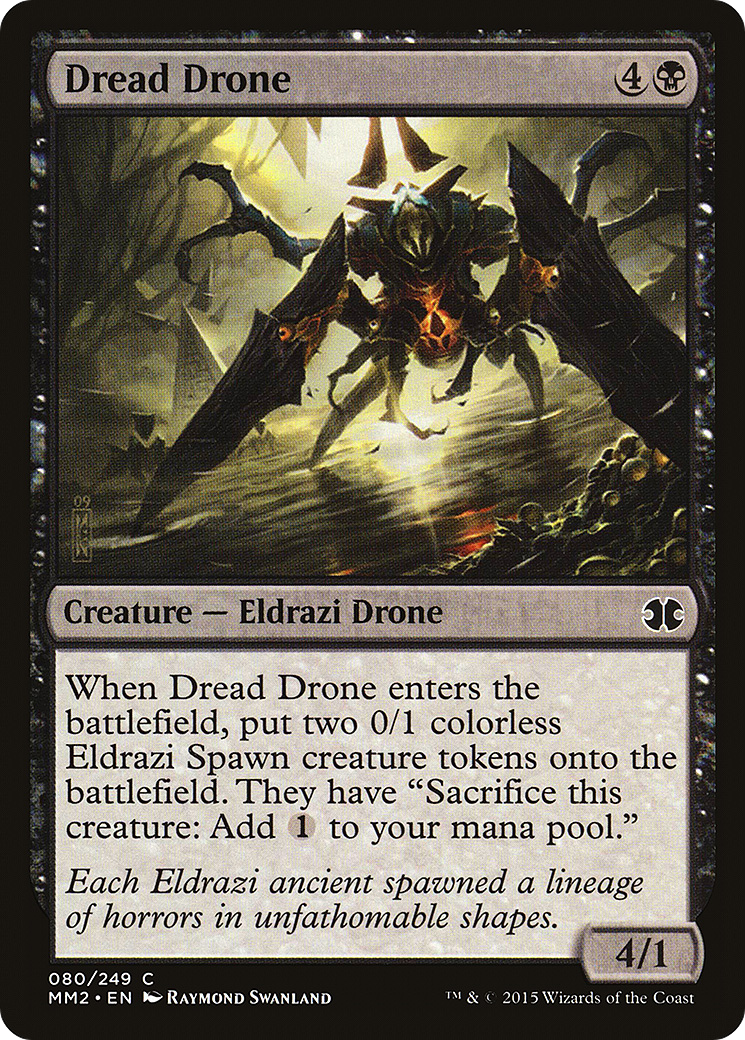 Dread Drone 4
09
Creature — Eldrazi Drone
When Dread Drone enters the
battlefield, put two 0/1 colorless
Eldrazi Spawn creature tokens onto the
battlefield. They have “Sacrifice this
creature: Add 1 to your mana pool.”
Each Eldrazi ancient spawned a lineage
of horrors in unfathomable shapes.
4/1
080/249 C
MM2 • EN Raymond Swanland
™ & © 2015 Wizards of the Coast